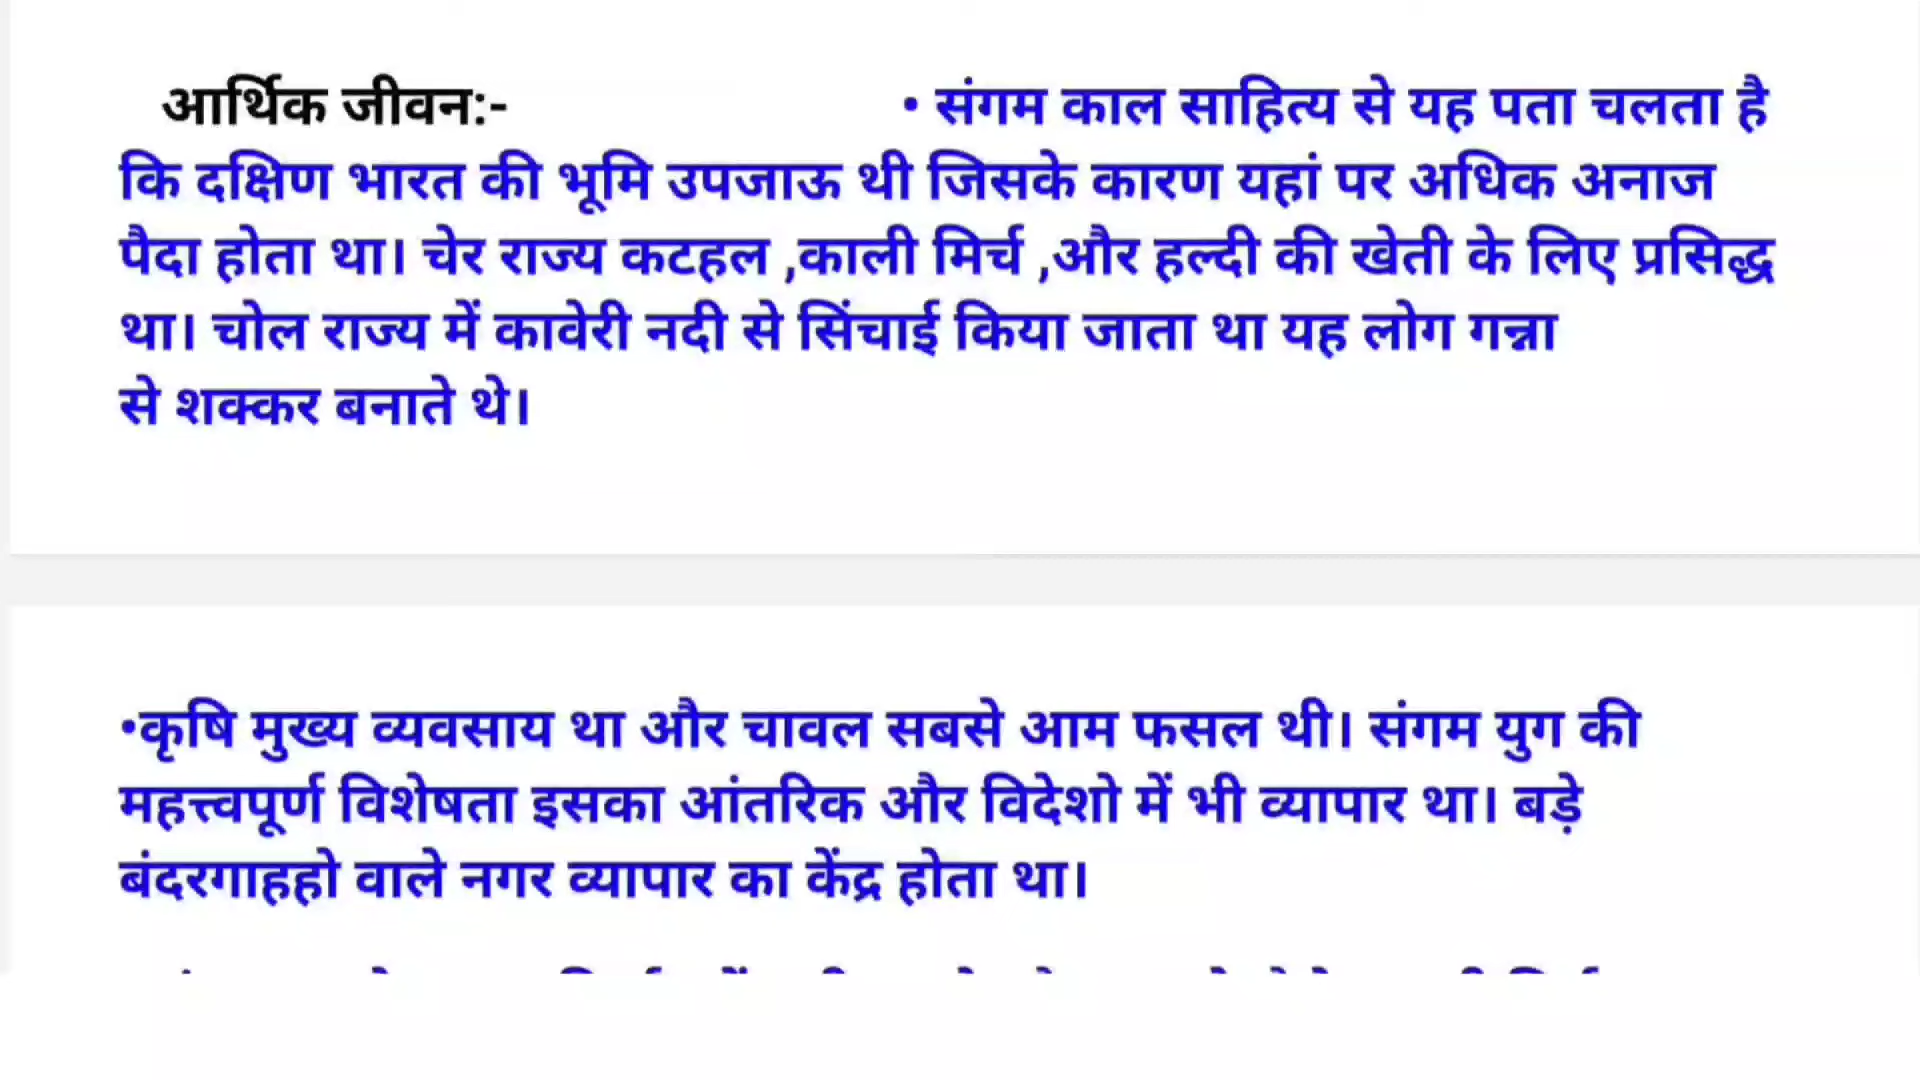 आर्थिक जीवन:- • संगम काल साहित्य से यह पता चलता है
कि दक्षिण भारत की भूमि उपजाऊ थी जिसके कारण यहां पर अधिक अनाज
पैदा होता था। चेर राज्य कटहल ,काली मिर्च ,और हल्दी की खेती के लिए प्रसिद्ध
था। चोल राज्य में कावेरी नदी से सिंचाई किया जाता था यह लोग गन्ना
से शक्कर बनाते थे।
•कृषि मुख्य व्यवसाय था और चावल सबसे आम फसल थी। संगम युग की
महत्त्वपूर्ण विशेषता इसका आंतरिक और विदेशो में भी व्यापार था। बड़े
बंदरगाहहो वाले नगर व्यापार का केंद्र होता था।